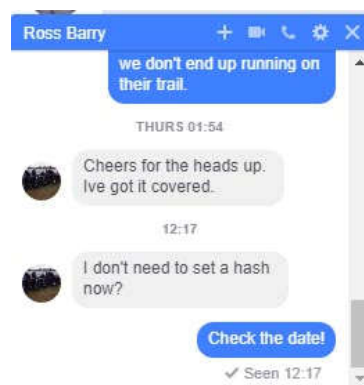 Ross Barry
we don't end up running on
their trail.
THURS 01:54
Cheers for the heads up.
Ive got it covered.
12:17
I don't need to set a hash
now?
Check the date!
✓ Seen 12:17